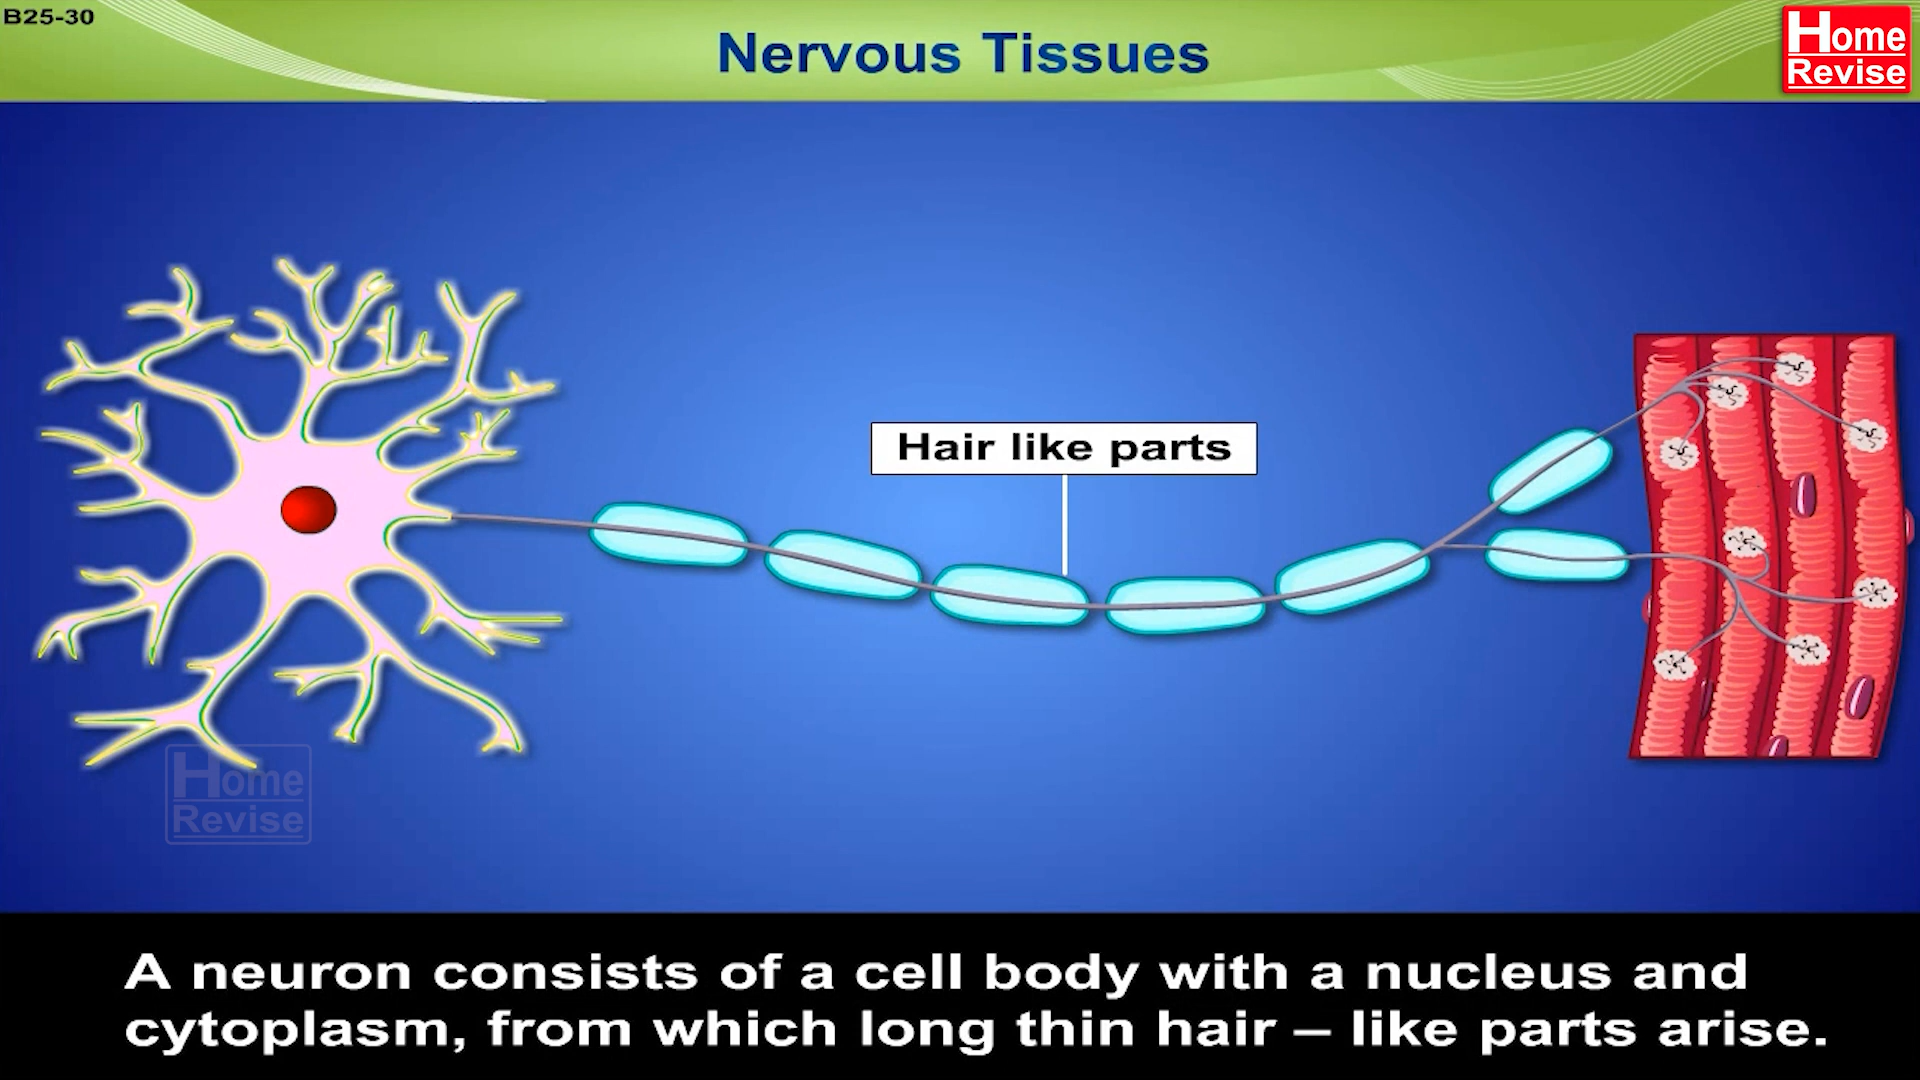 B25-30
Nervous Tissues
Home
Revise
Hair like parts
Home
Revise
A neuron consists of a cell body with a nucleus and
cytoplasm, from which long thin hair – like parts arise.